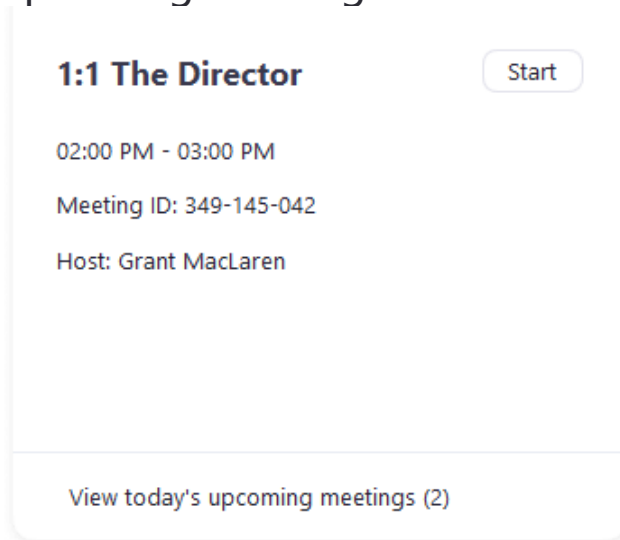 1:1 The Director
Start
02:00 PM - 03:00 PM
Meeting ID: 349-145-042
Host: Grant MacLaren
View today's upcoming meetings (2)